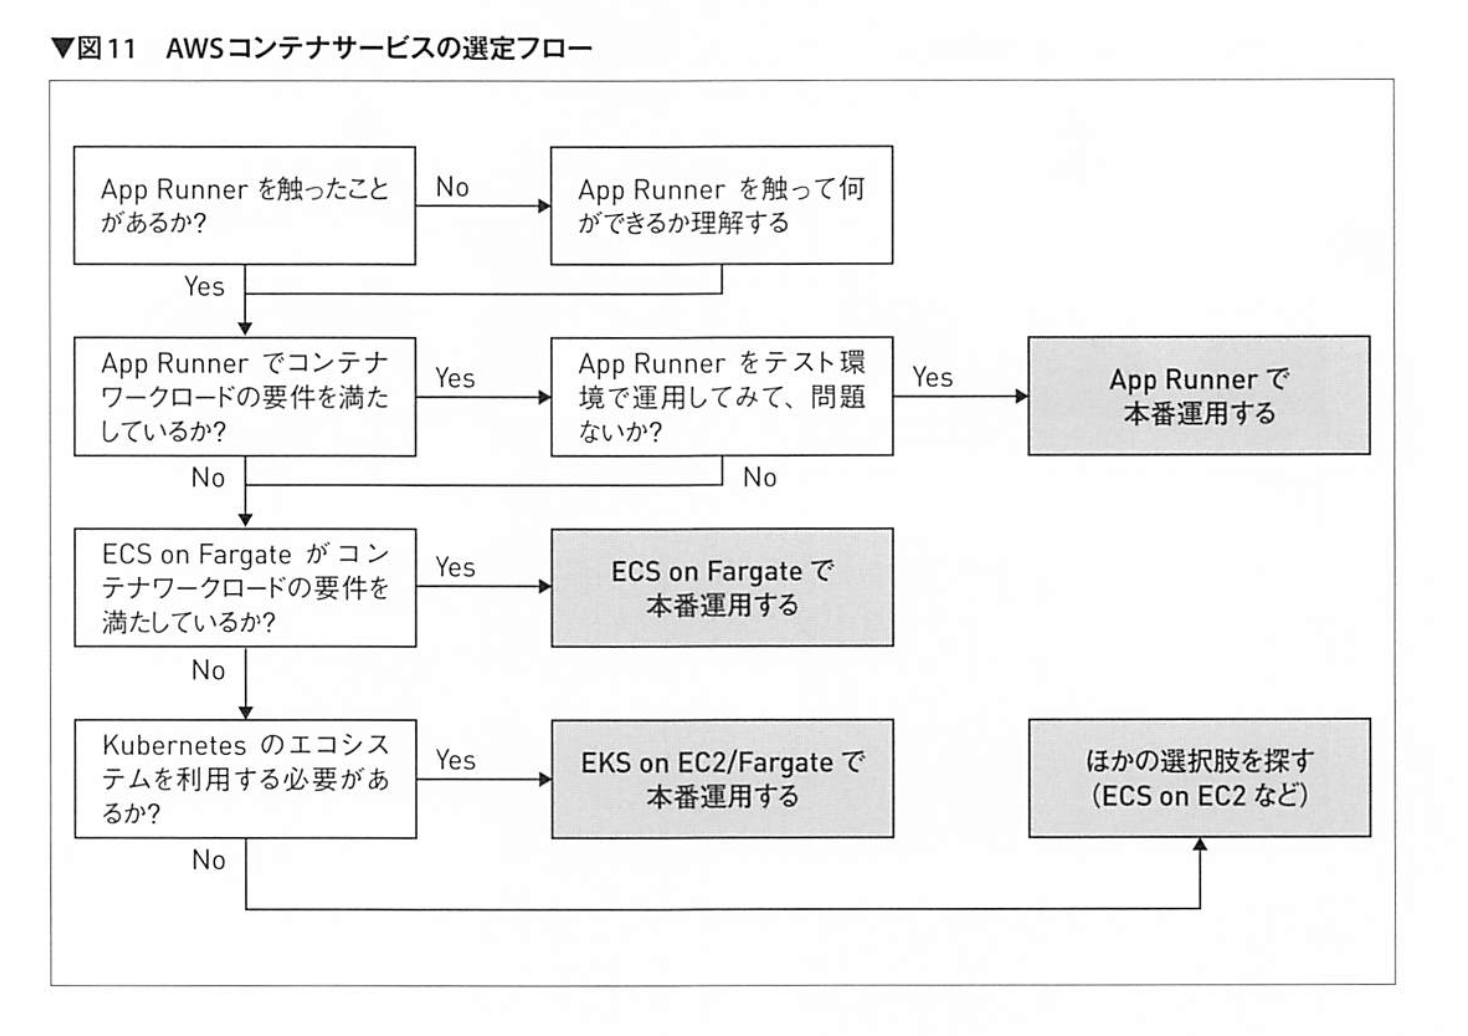 ▼図11 AWSコンテナサービスの選定フロー
App Runner を触ったこと
があるか?
No
App Runner を触って何
ができるか理解する
Yes
App Runner でコンテナ
ワークロードの要件を満た
しているか?
Yes
App Runner をテスト環
境で運用してみて、問題
ないか?
Yes
App Runner で
本番運用する
No
No
ECS on Fargate がコン
テナワークロードの要件を
満たしているか?
Yes
ECS on Fargate で
本番運用する
No
Kubernetes のエコシス
テムを利用する必要があ
るか?
Yes
EKS on EC2/Fargate で
本番運用する
ほかの選択肢を探す
(ECS on EC2 など)
No